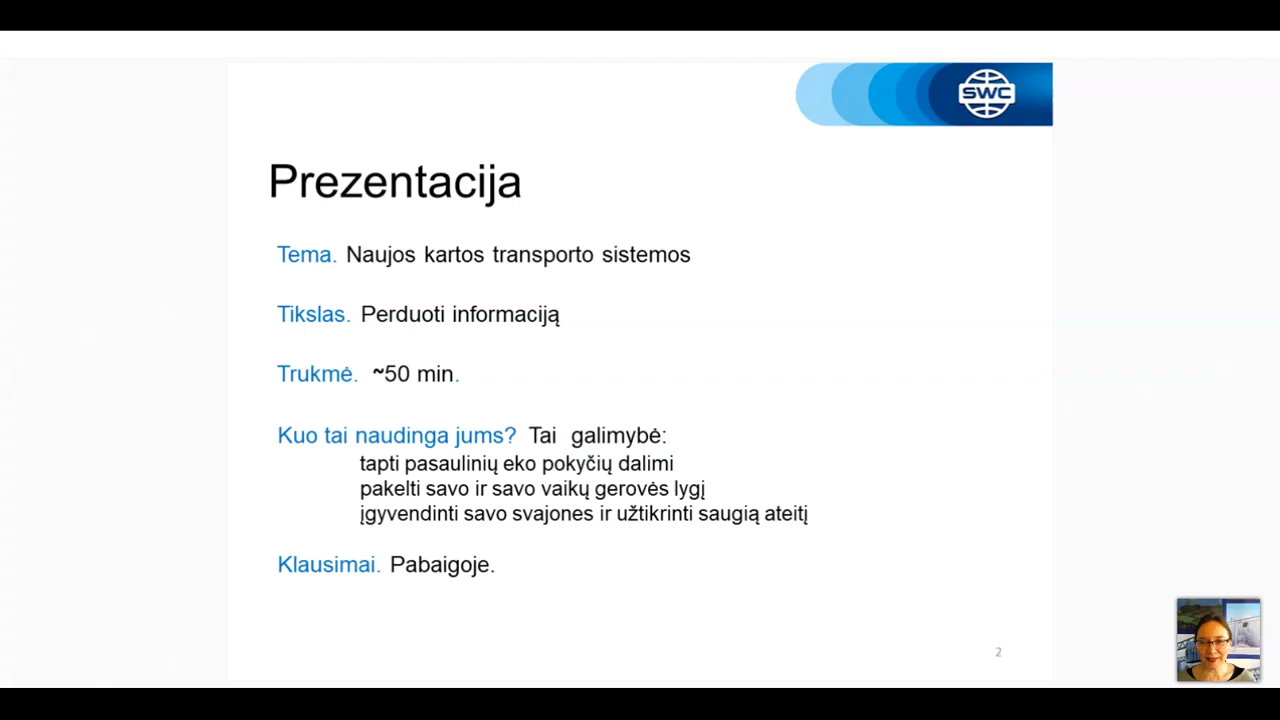 SWC
Prezentacija
Tema. Naujos kartos transporto sistemos
Tikslas. Perduoti informaciją
Trukmė. ~50 min.
Kuo tai naudinga jums? Tai galimybė:
tapti pasaulinių eko pokyčių dalimi
pakelti savo ir savo vaikų gerovės lygį
įgyvendinti savo svajones ir užtikrinti saugią ateitį
Klausimai. Pabaigoje.
2